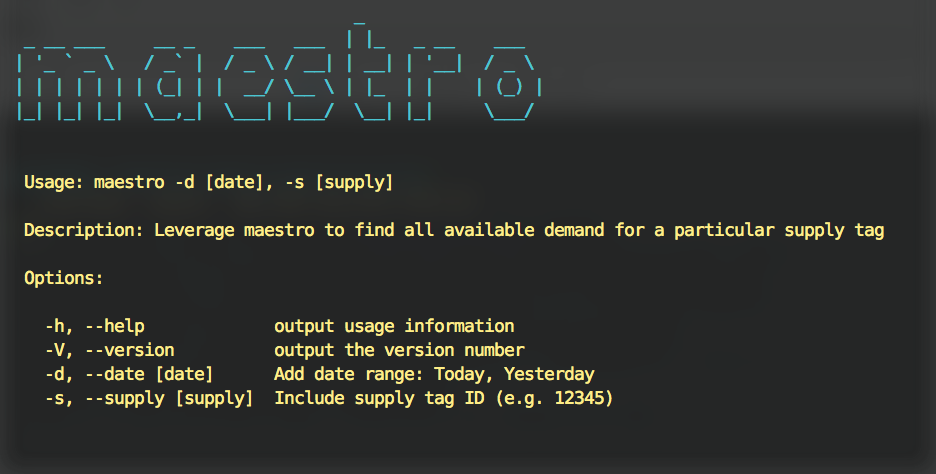 maestro
Usage: maestro -d [date], -s [supply]
Description: Leverage maestro to find all available demand for a particular supply tag
Options:
-h, --help output usage information
-V, --version output the version number
-d, --date [date] Add date range: Today, Yesterday
-s, --supply [supply] Include supply tag ID (e.g. 12345)